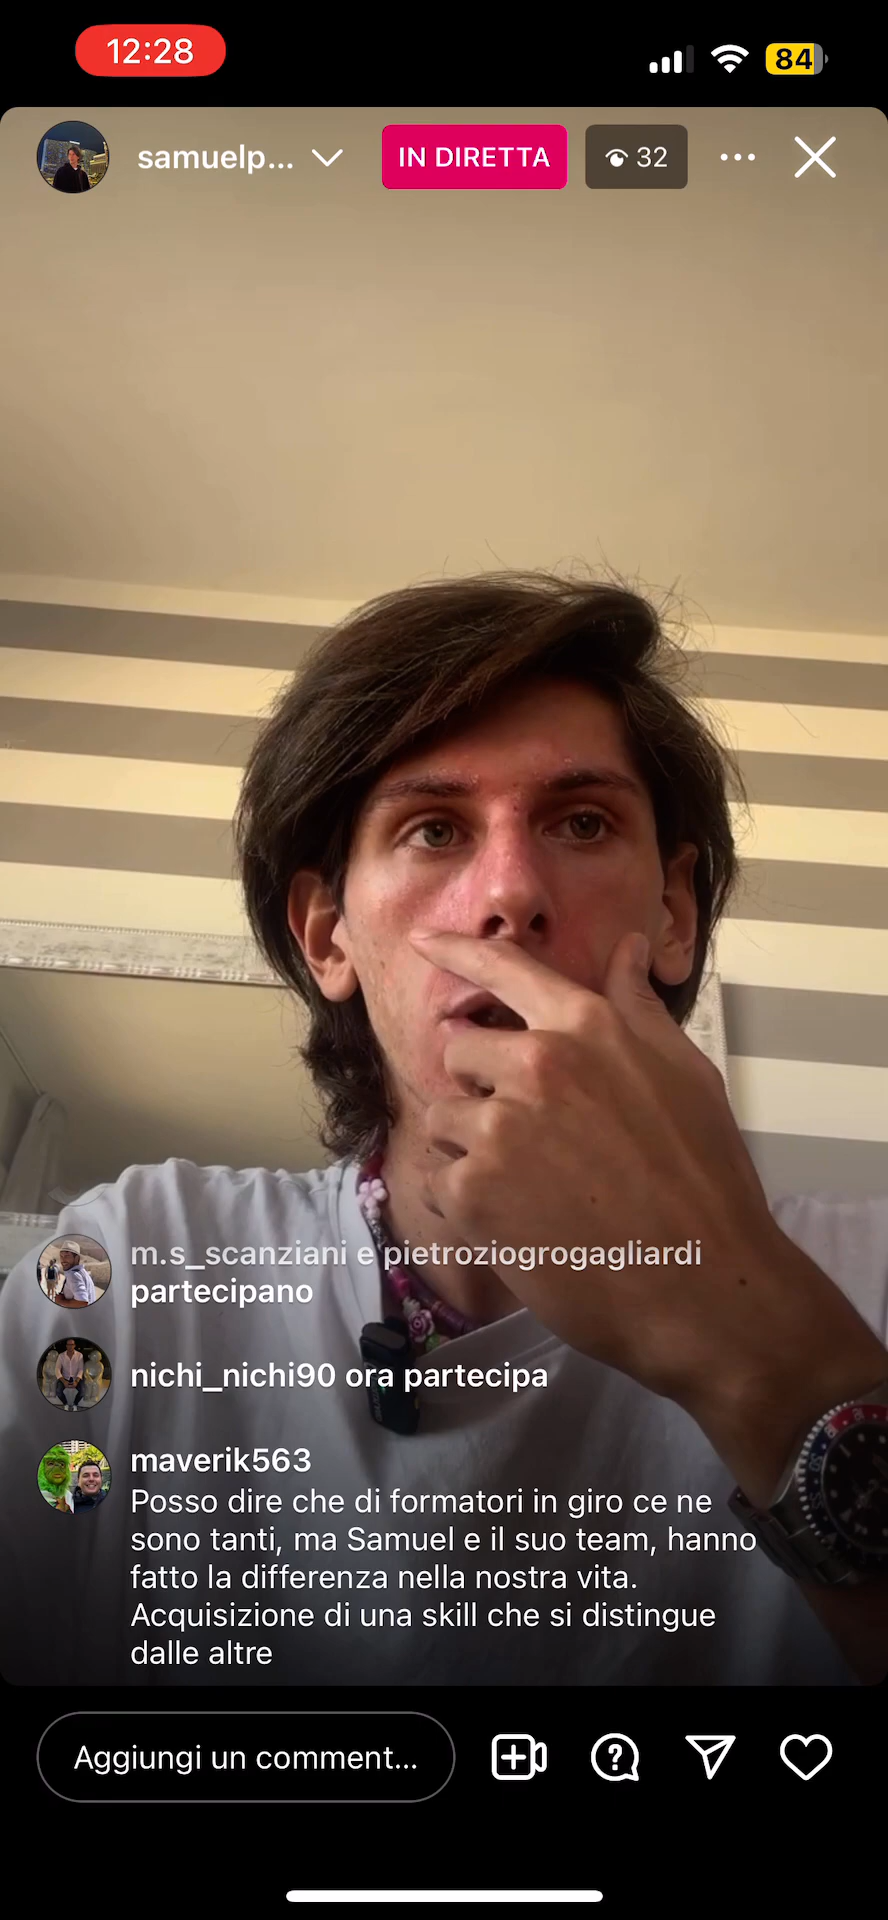 12:28
84
samuelp...
IN DIRETTA
32
m.s_scanziani e pietroziogrogagliardi
partecipano
nichi_nichi90 ora partecipa
maverik563
Posso dire che di formatori in giro ce ne
sono tanti, ma Samuel e il suo team, hanno
fatto la differenza nella nostra vita.
Acquisizione di una skill che si distingue
dalle altre
Aggiungi un comment...